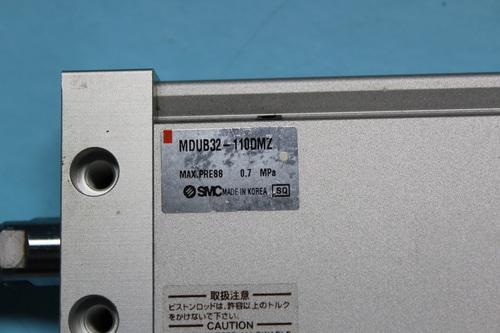 MDUB32-110DMZ
MAX.PRESS 0.7 MPa
SMC MADE IN KOREA SQ
取扱注意
ピストンロッドは、許容以上のトルク
をかけないで下さい。
CAUTION